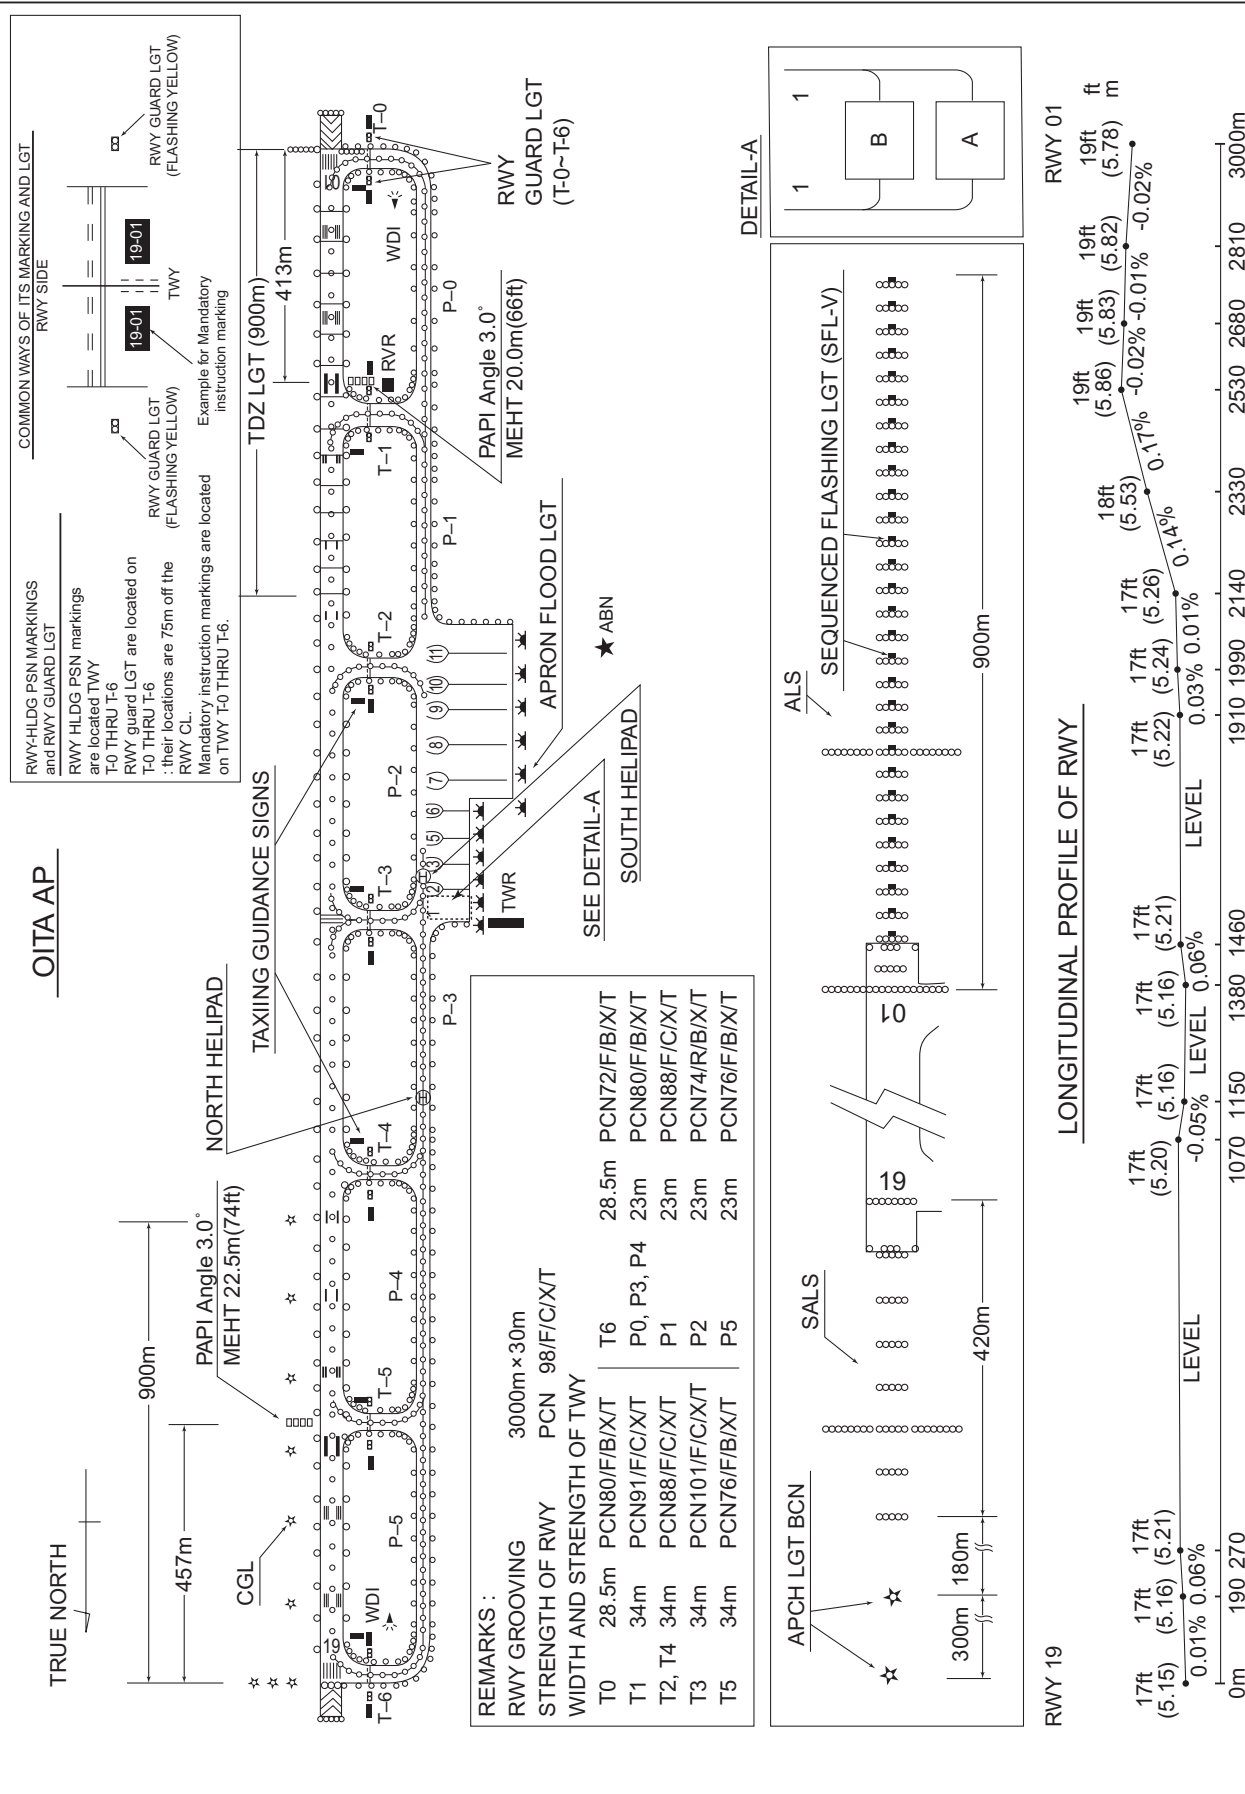 OITA AP
COMMON WAYS OF ITS MARKING AND LGT
RWY SIDE
RWY-HLDG PSN MARKINGS
and RWY GUARD LGT
RWY HLDG PSN markings
are located TWY
T-0 THRU T-6
RWY guard LGT are located on
T-0 THRU T-6
: their locations are 75m off the
RWY CL.
Mandatory instruction markings are located
on TWY T-0 THRU T-6.
RWY GUARD LGT
(FLASHING YELLOW)
19-01
19-01
TWY
RWY GUARD LGT
(FLASHING YELLOW)
Example for Mandatory
instruction marking
TRUE NORTH
900m
457m
PAPI Angle 3.0°
MEHT 22.5m(74ft)
CGL
NORTH HELIPAD
TAXIING GUIDANCE SIGNS
TDZ LGT (900m)
413m
19
01
WDI
WDI
RVR
T-6
T-5
T-4
T-3
T-2
T-1
T-0
P-5
P-4
P-3
P-2
P-1
P-0
1
2
3
5
6
7
8
9
10
11
H
H
TWR
SEE DETAIL-A
SOUTH HELIPAD
APRON FLOOD LGT
ABN
PAPI Angle 3.0°
MEHT 20.0m(66ft)
RWY
GUARD LGT
(T-0~T-6)
REMARKS :
RWY GROOVING 3000m×30m
STRENGTH OF RWY PCN 98/F/C/X/T
WIDTH AND STRENGTH OF TWY
T0 28.5m PCN80/F/B/X/T T6 28.5m PCN72/F/B/X/T
T1 34m PCN91/F/C/X/T P0, P3, P4 23m PCN80/F/B/X/T
T2, T4 34m PCN88/F/C/X/T P1 23m PCN88/F/C/X/T
T3 34m PCN101/F/C/X/T P2 23m PCN74/R/B/X/T
T5 34m PCN76/F/B/X/T P5 23m PCN76/F/B/X/T
DETAIL-A
1
1
B
A
APCH LGT BCN
SALS
ALS
SEQUENCED FLASHING LGT (SFL-V)
19
01
300m
180m
420m
900m
LONGITUDINAL PROFILE OF RWY
RWY 19
RWY 01
17ft 17ft 17ft 17ft 17ft 17ft 17ft 17ft 17ft 17ft 18ft 19ft 19ft 19ft 19ft ft
(5.15) (5.16) (5.21) (5.20) (5.16) (5.16) (5.21) (5.22) (5.24) (5.26) (5.53) (5.86) (5.83) (5.82) (5.78) m
0.01% 0.06% LEVEL -0.05% LEVEL 0.06% LEVEL 0.03% 0.01% 0.14% 0.17% -0.02% -0.01% -0.02%
0m 190 270 1070 1150 1380 1460 1910 1990 2140 2330 2530 2680 2810 3000m